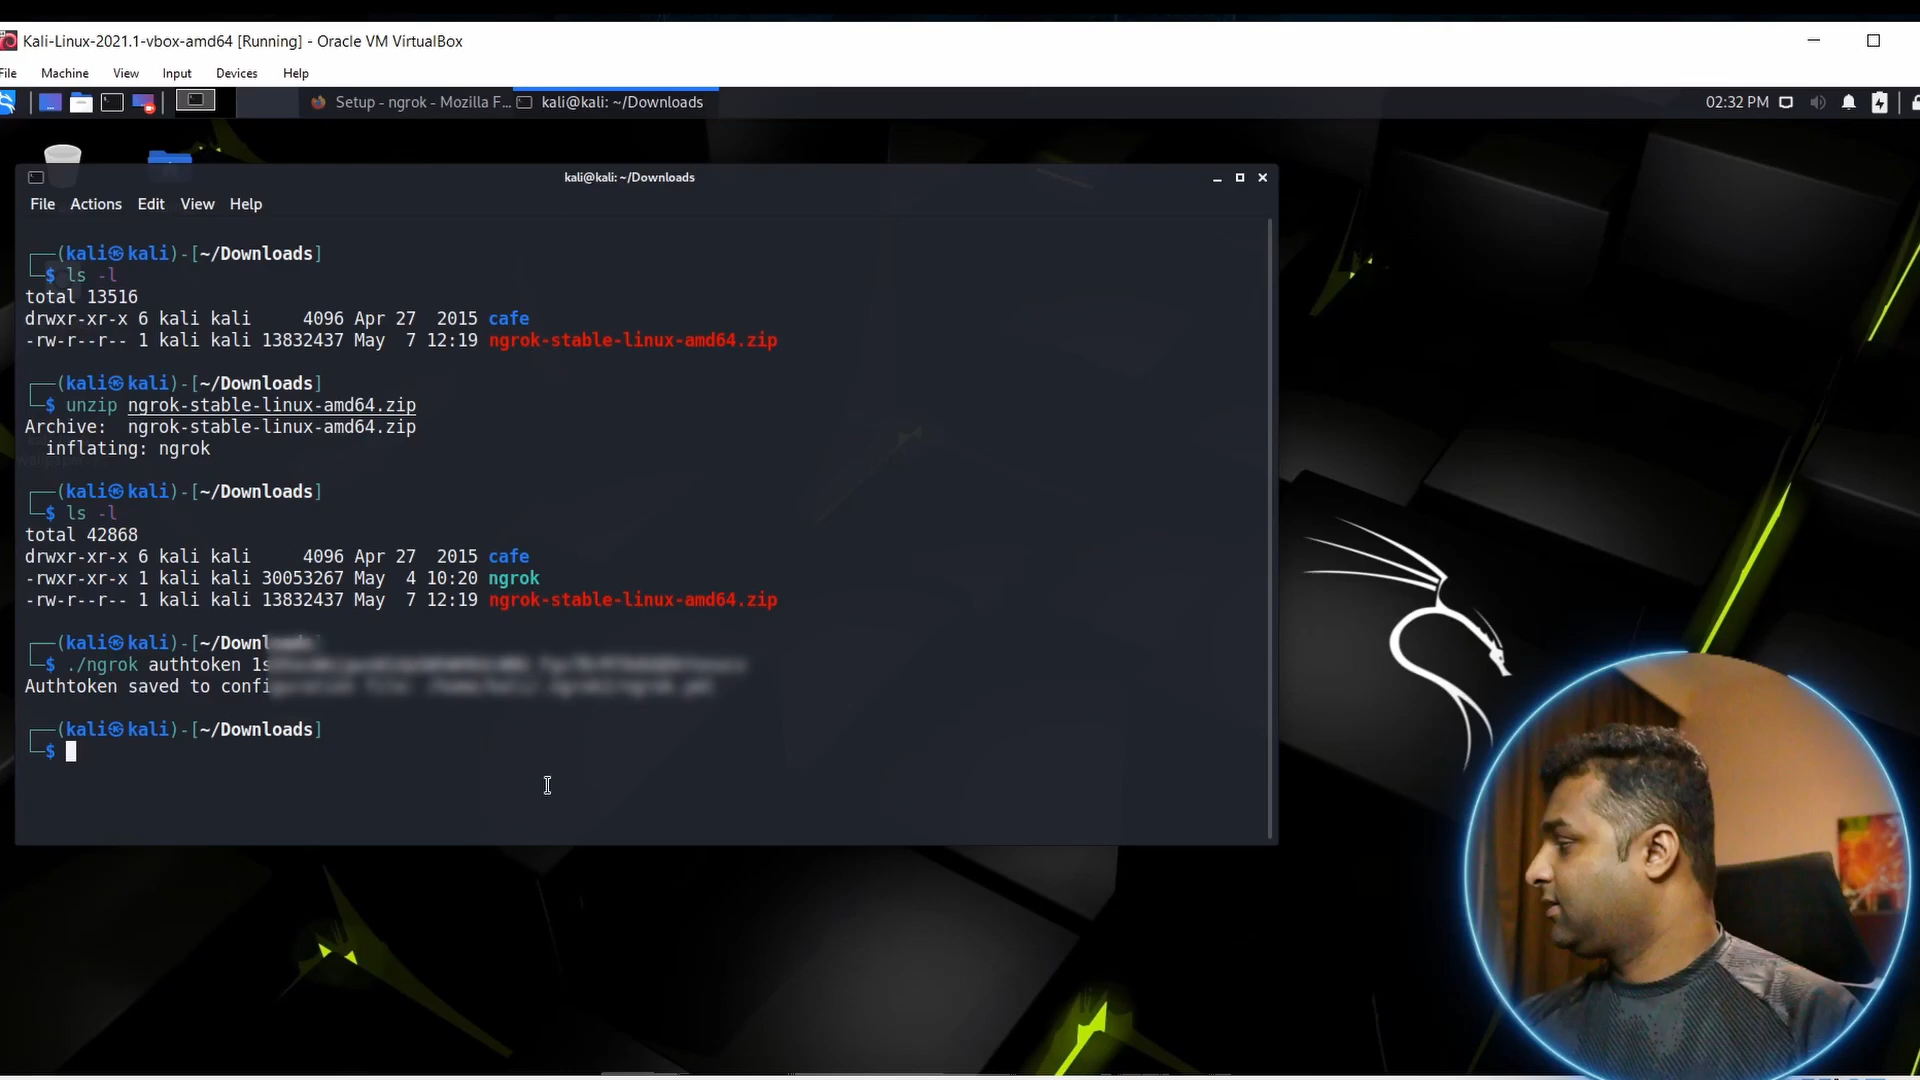 Kali-Linux-2021.1-vbox-amd64 [Running] - Oracle VM VirtualBox
File Machine View Input Devices Help
Setup - ngrok - Mozilla F... kali@kali: ~/Downloads 02:32 PM
kali@kali: ~/Downloads
File Actions Edit View Help
┌──(kali㉿kali)-[~/Downloads]
└─$ ls -l
total 13516
drwxr-xr-x 6 kali kali     4096 Apr 27  2015 cafe
-rw-r--r-- 1 kali kali 13832437 May  7 12:19 ngrok-stable-linux-amd64.zip
┌──(kali㉿kali)-[~/Downloads]
└─$ unzip ngrok-stable-linux-amd64.zip
Archive:  ngrok-stable-linux-amd64.zip
  inflating: ngrok
┌──(kali㉿kali)-[~/Downloads]
└─$ ls -l
total 42868
drwxr-xr-x 6 kali kali     4096 Apr 27  2015 cafe
-rwxr-xr-x 1 kali kali 30053267 May  4 10:20 ngrok
-rw-r--r-- 1 kali kali 13832437 May  7 12:19 ngrok-stable-linux-amd64.zip
┌──(kali㉿kali)-[~/Downloads]
└─$ ./ngrok authtoken
Authtoken saved to
┌──(kali㉿kali)-[~/Downloads]
└─$